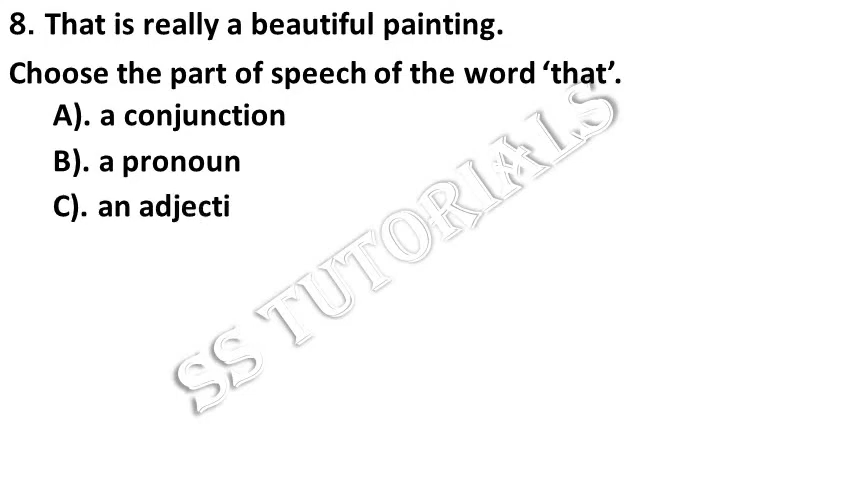 8. That is really a beautiful painting.
Choose the part of speech of the word ‘that’.
A). a conjunction
B). a pronoun
C). an adjecti
SS TUTORIALS